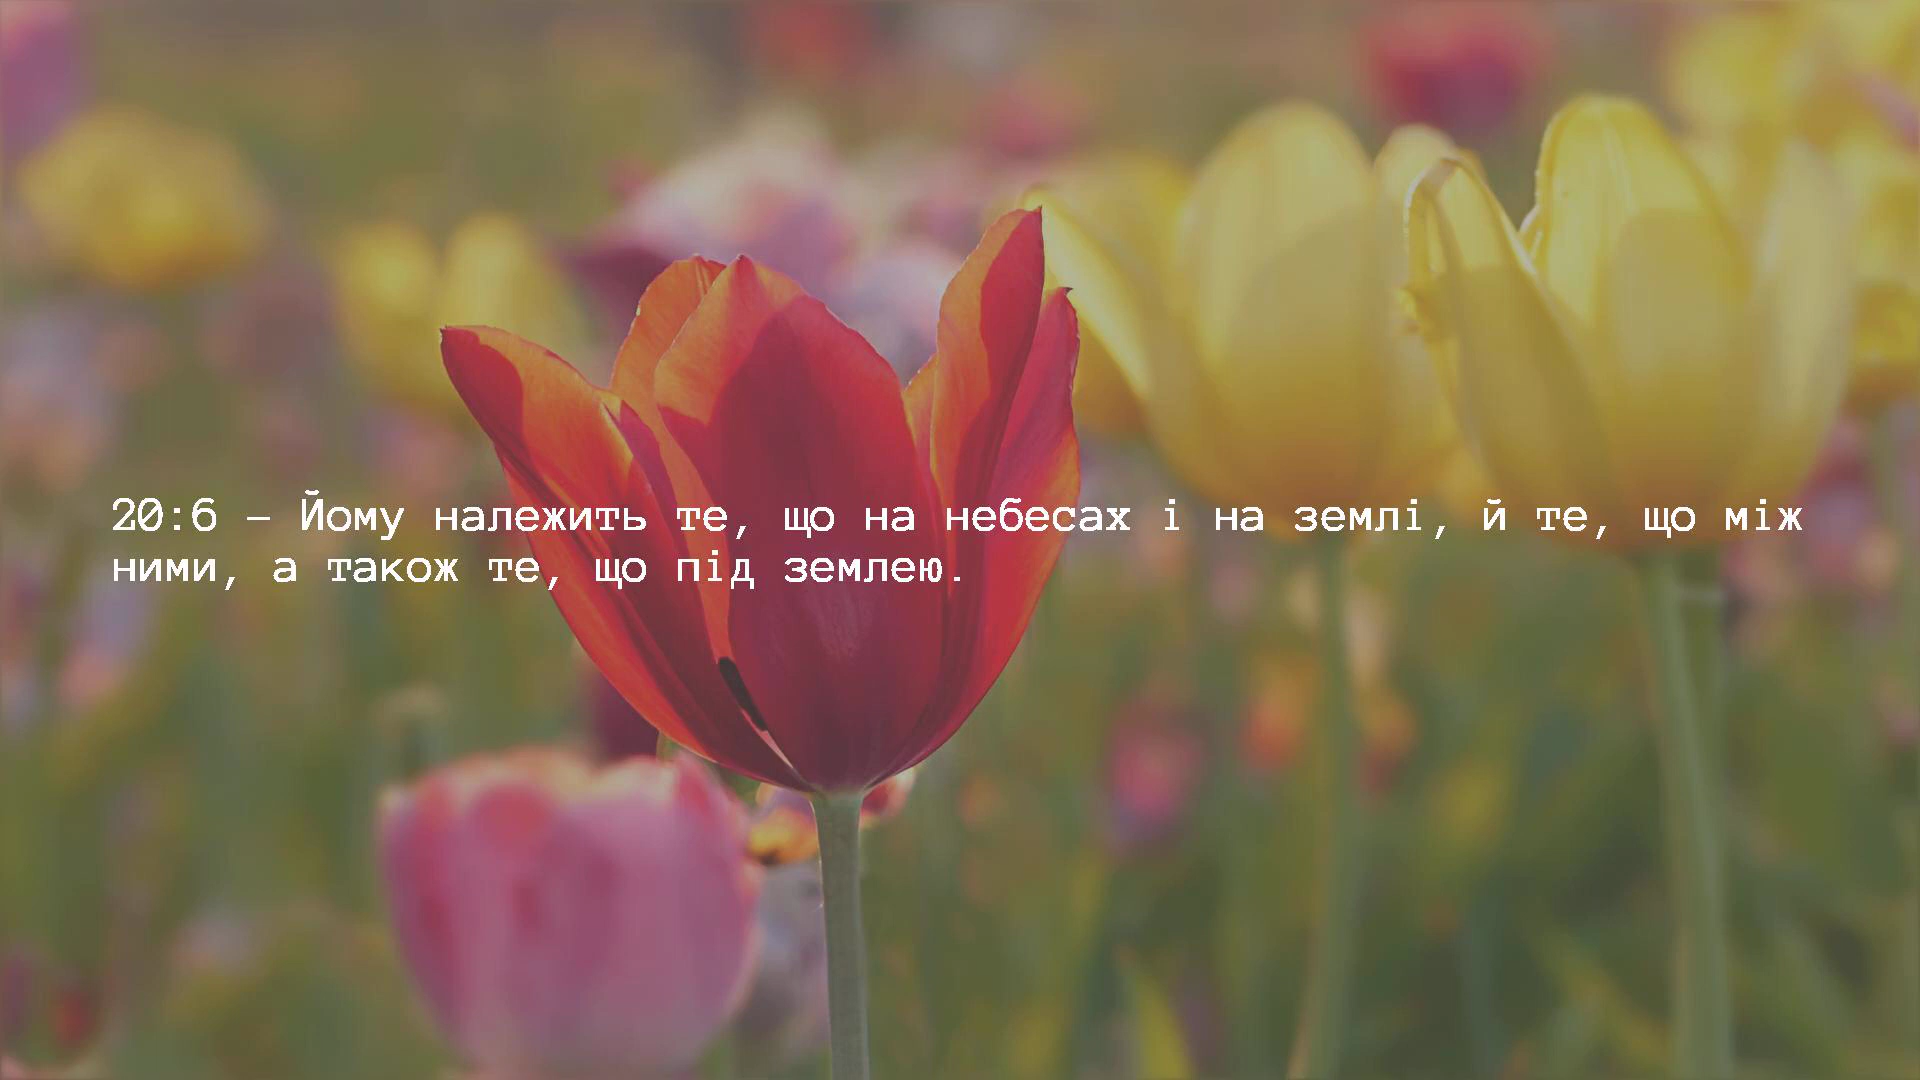 20:6 – Йому належить те, що на небесах і на землі, й те, що між
ними, а також те, що під землею.